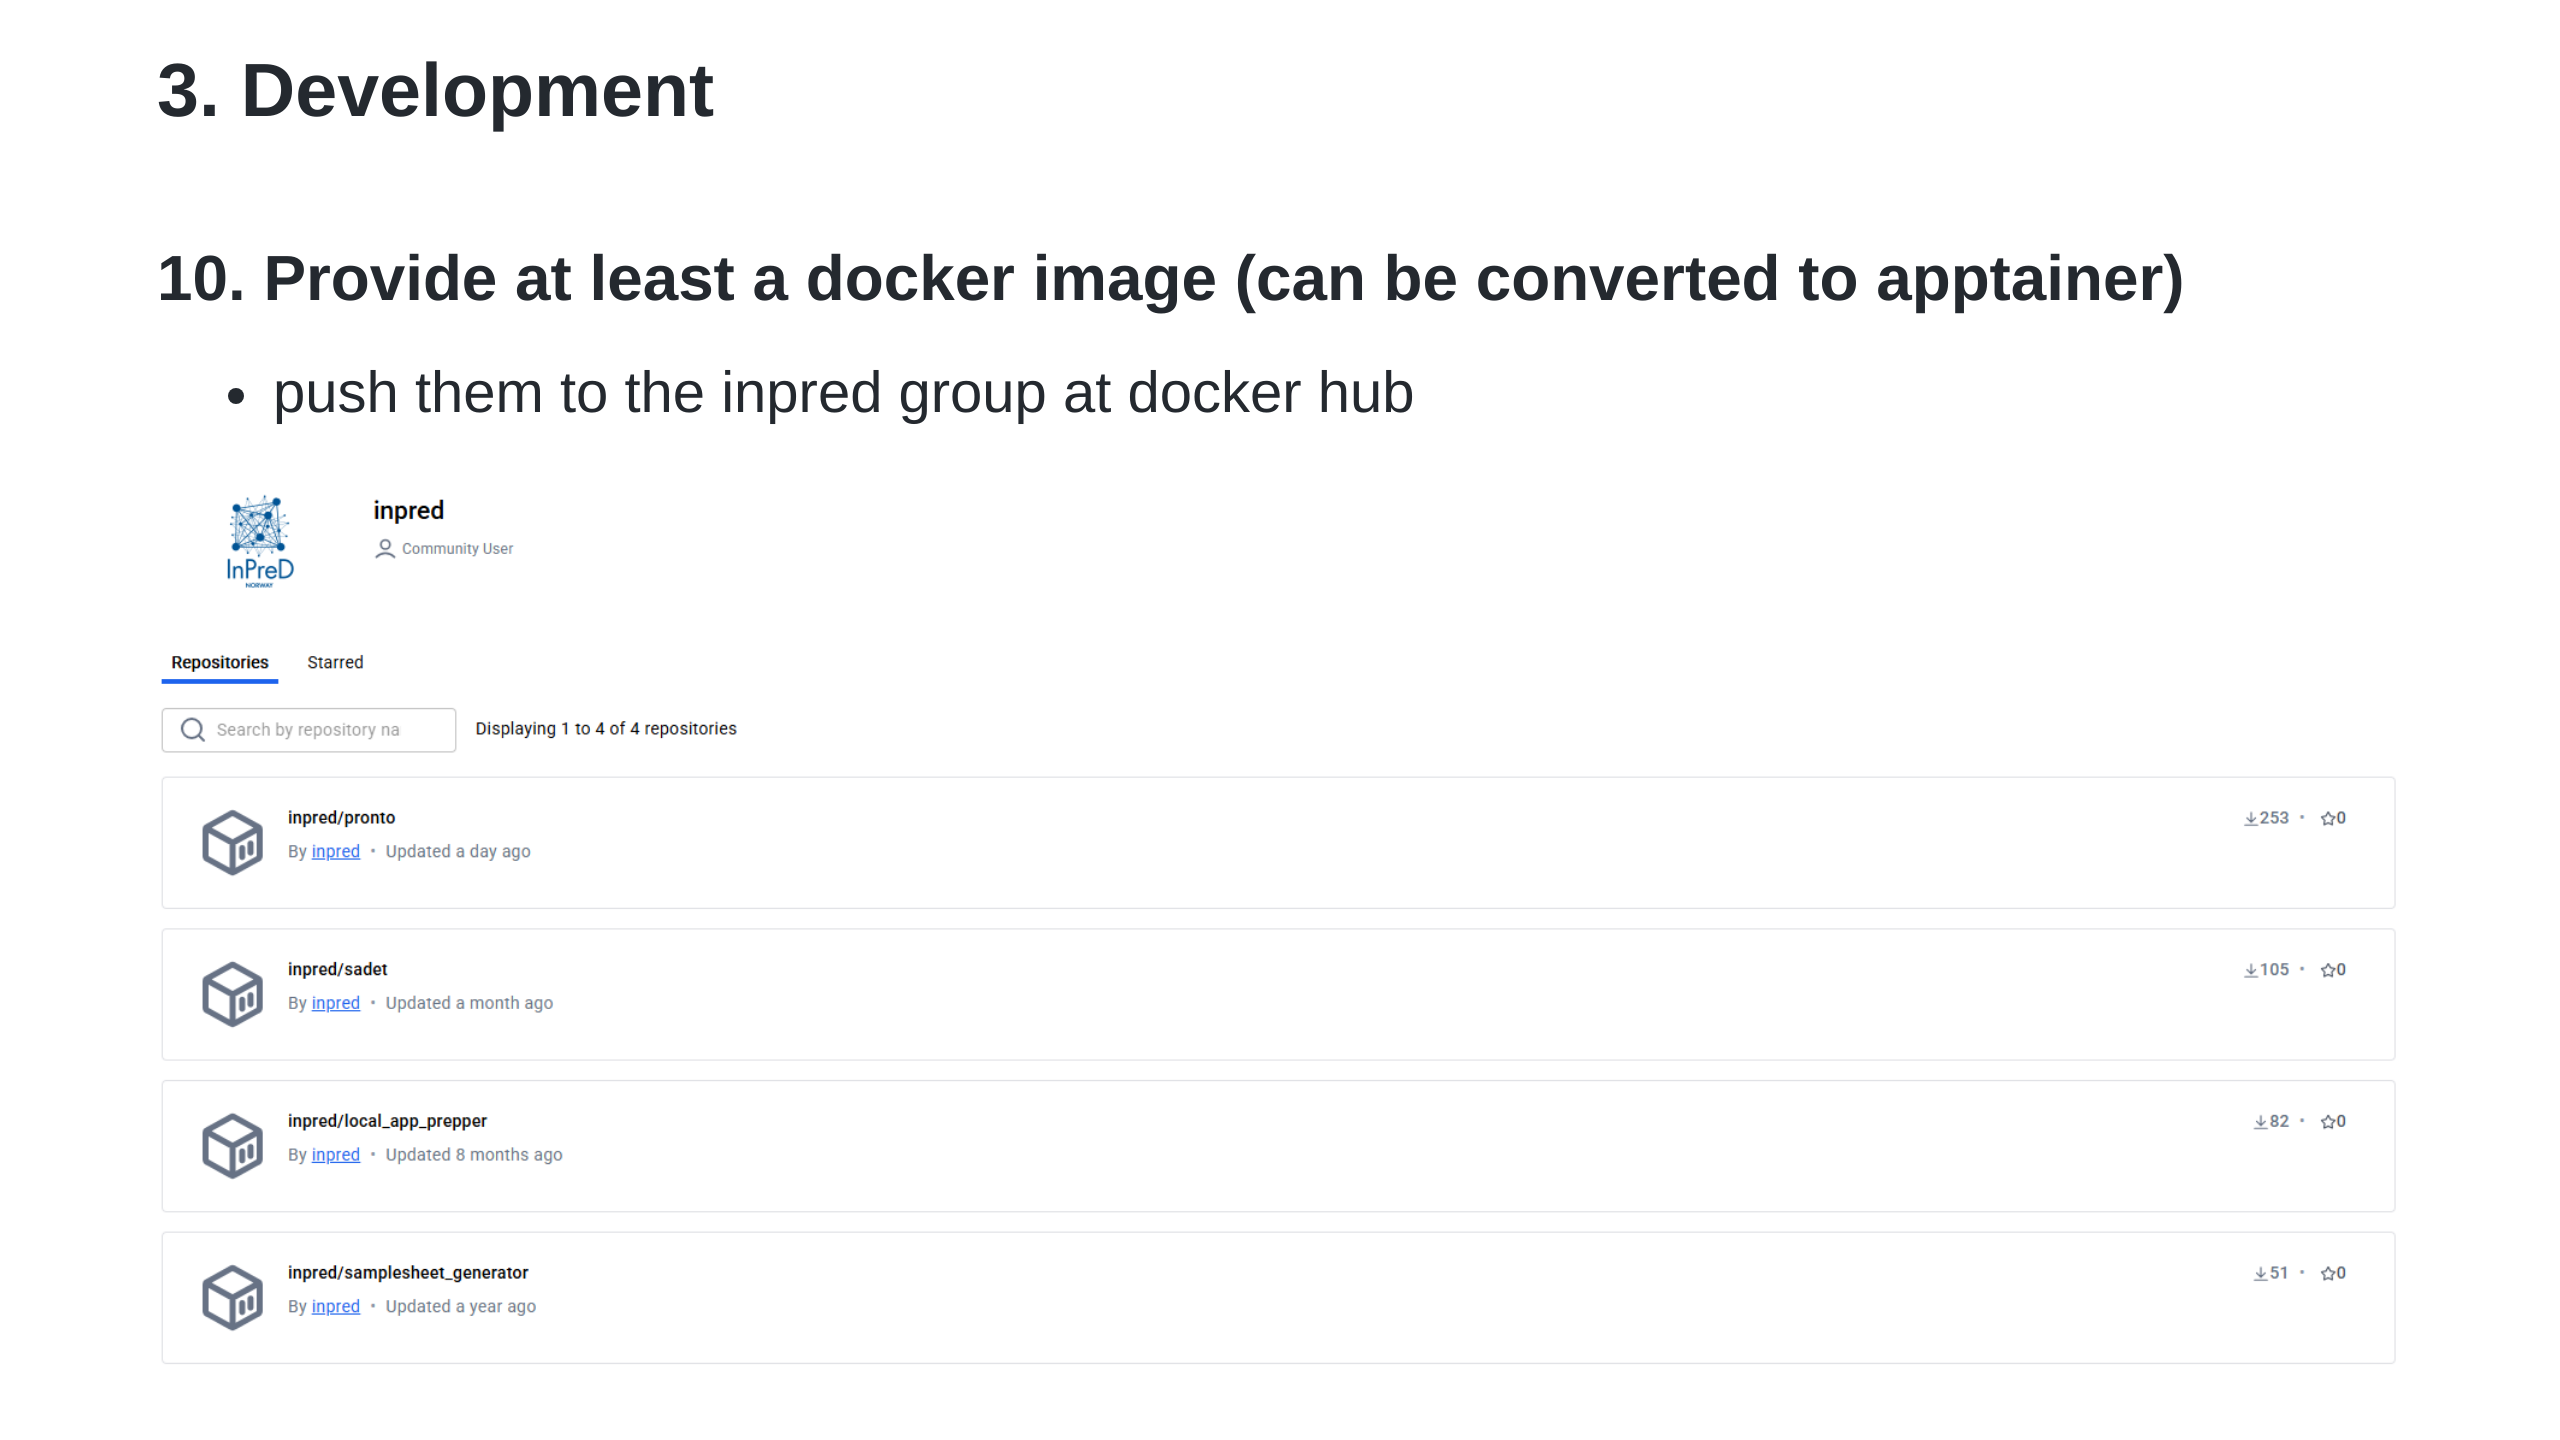 3. Development
10. Provide at least a docker image (can be converted to apptainer)
• push them to the inpred group at docker hub
InPreD
NORWAY
inpred
Community User
Repositories Starred
Search by repository na Displaying 1 to 4 of 4 repositories
inpred/pronto 253 • 0
By inpred • Updated a day ago
inpred/sadet 105 • 0
By inpred • Updated a month ago
inpred/local_app_prepper 82 • 0
By inpred • Updated 8 months ago
inpred/samplesheet_generator 51 • 0
By inpred • Updated a year ago